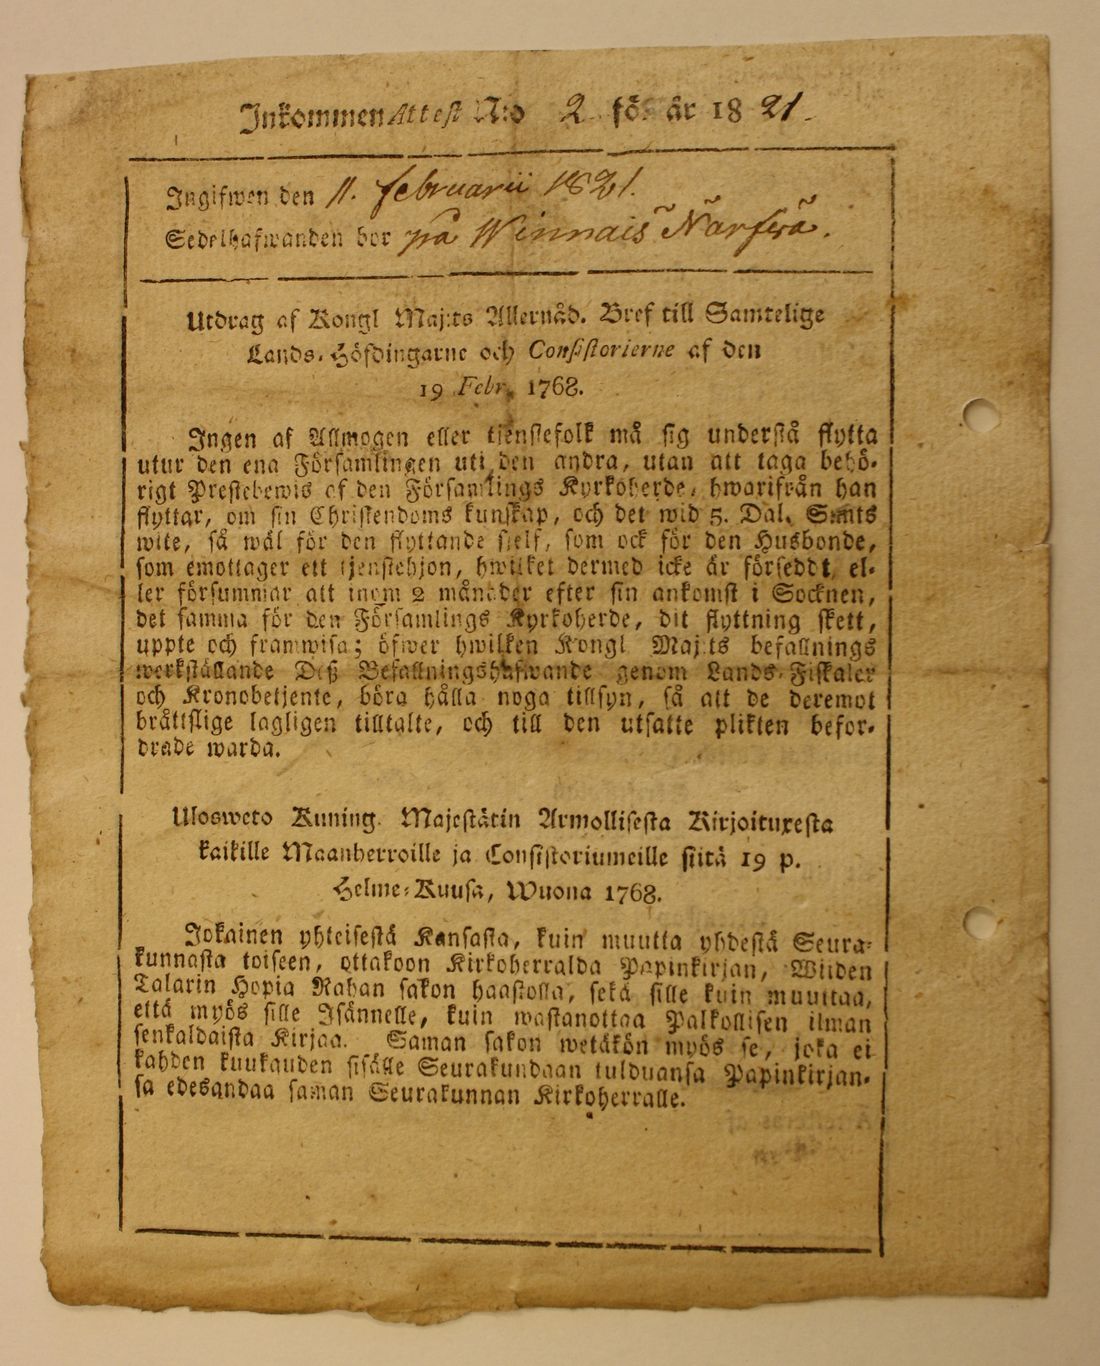 Inkommen Attest N:o 2 för år 1821.
Ingifwen den 11. februarii 1821.
Sedelhafwanden bor på Winnais Närfwä.
Utdrag af Kongl Maj:ts Allernåd. Bref till Samtelige
Lands-Höfdingarne och Consistorierne af den
19 Febr. 1768.
Ingen af Allmogen eller tjenstefolk må sig understå flytta
utur den ena Församlingen uti den andra, utan att taga behö-
rigt Prestebewis af den Församlings Kyrkoherde, hwarifrån han
flyttar, om sin Christendoms kunskap, och det wid 5. Dal. S:mts
wite, så wäl för den flyttande sjelf, som ock för den Husbonde,
som emottager ett tjenstehjon, hwilket dermed icke är förseddt, el-
ler försummar att inom 2 månader efter sin ankomst i Socknen,
det samma för den Församlings Kyrkoherde, dit flyttning skett,
uppte och framwisa; öfwer hwilken Kongl Maj:ts befallnings
werkställande Deß Befallningshafwande genom Lands-Fiskaler
och Kronobetjente, böra hålla noga tillsyn, så att de deremot
bråttslige lagligen tilltalte, och till den utsatte plikten befor-
drade warda.
Ulosweto Kuning. Majestätin Armollisesta Kirjoituxesta
kaikille Maanherroille ja Consistoriumeille siitä 19 p.
Helme-Kuusa, Wuona 1768.
Jokainen yhteisestä Kansasta, kuin muutta yhdestä Seura-
kunnasta toiseen, ottakoon Kirkoherralda Papinkirjan, Wiiden
Talarin Hopia Rahan sakon haastolla, sekä sille kuin muuttaa,
että myös sille Isännelle, kuin wastanottaa Palkollisen ilman
senkaldaista Kirjaa. Saman sakon wetäkön myös se, joka ei
kahden kuukauden sisälle Seurakundaan tulduansa Papinkirjan-
sa edesandaa saman Seurakunnan Kirkoherralle.